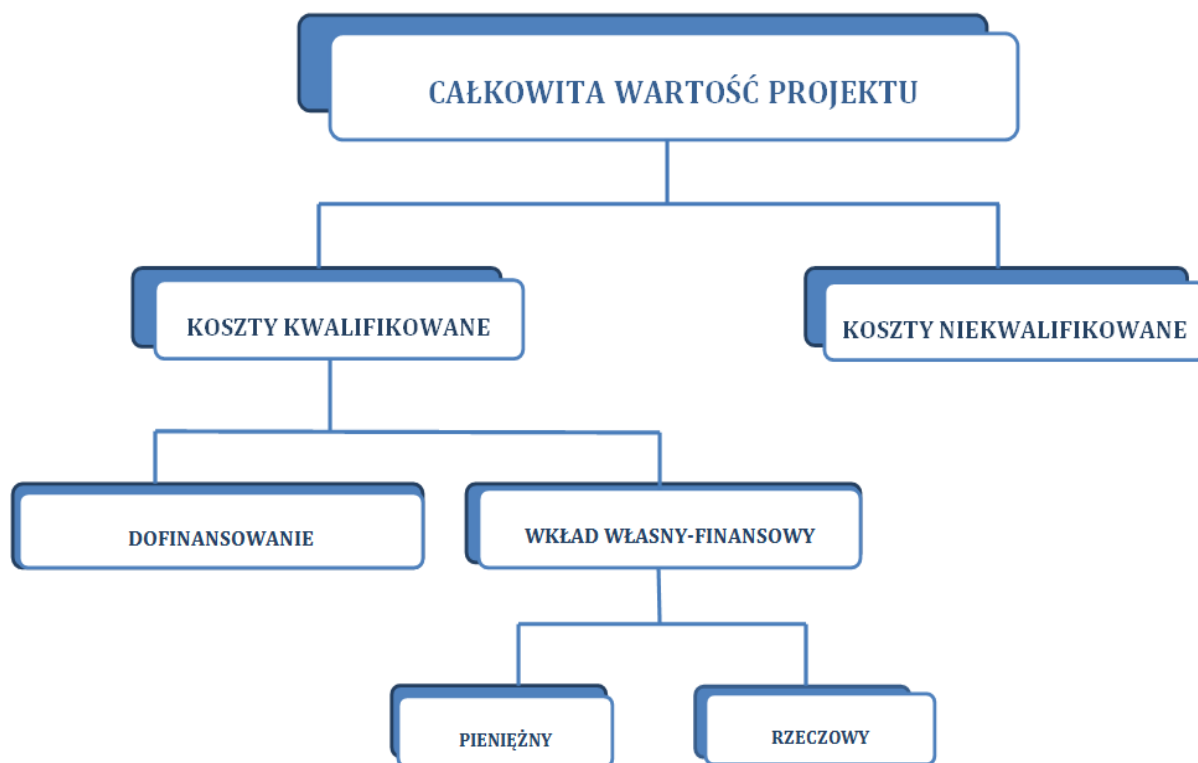 CAŁKOWITA WARTOŚĆ PROJEKTU
KOSZTY KWALIFIKOWANE
KOSZTY NIEKWALIFIKOWANE
DOFINANSOWANIE
WKŁAD WŁASNY-FINANSOWY
PIENIĘŻNY
RZECZOWY